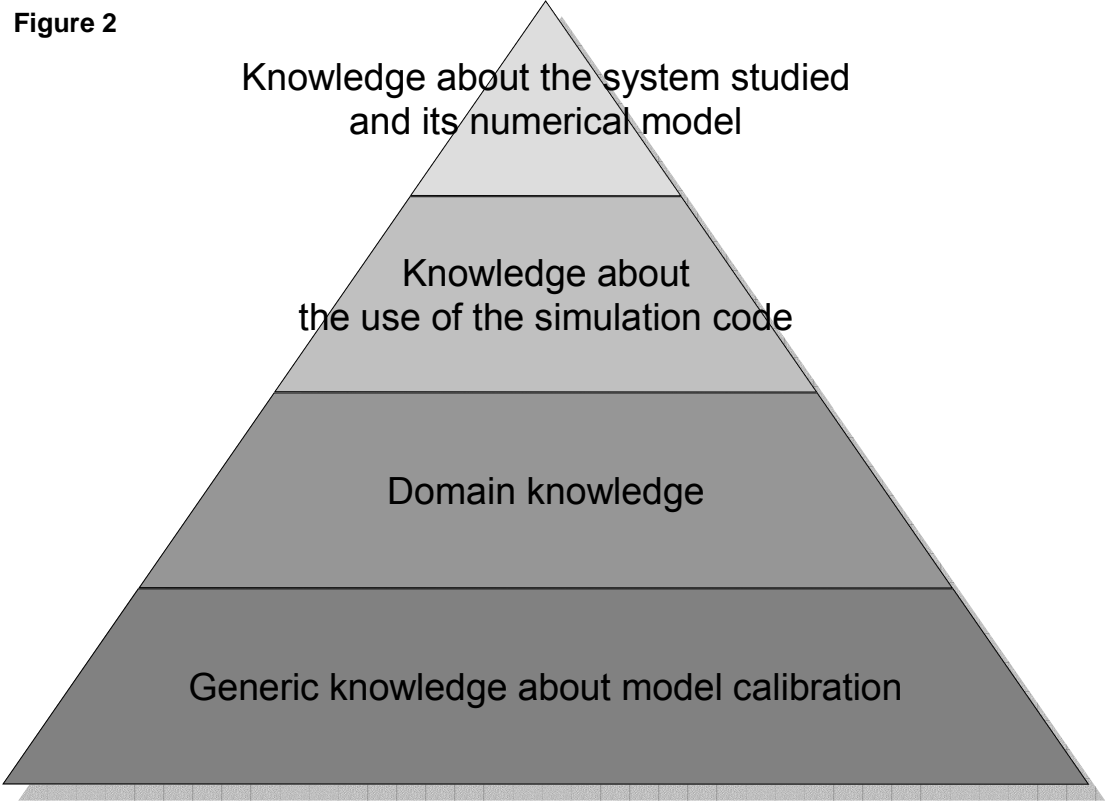 Figure 2
Knowledge about the system studied
and its numerical model
Knowledge about
the use of the simulation code
Domain knowledge
Generic knowledge about model calibration